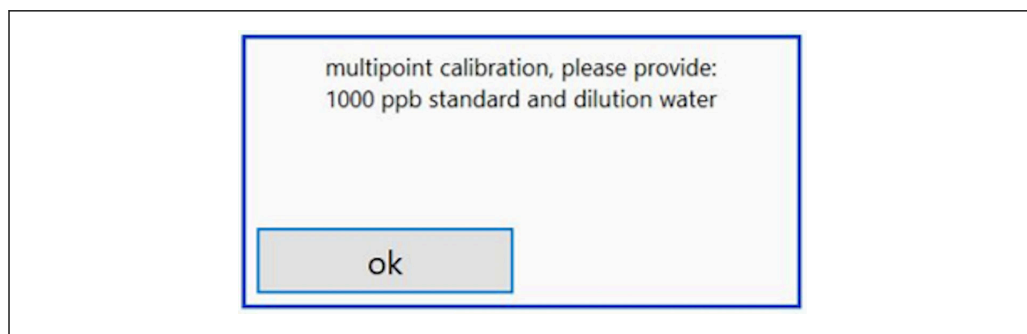 multipoint calibration, please provide:
1000 ppb standard and dilution water
ok